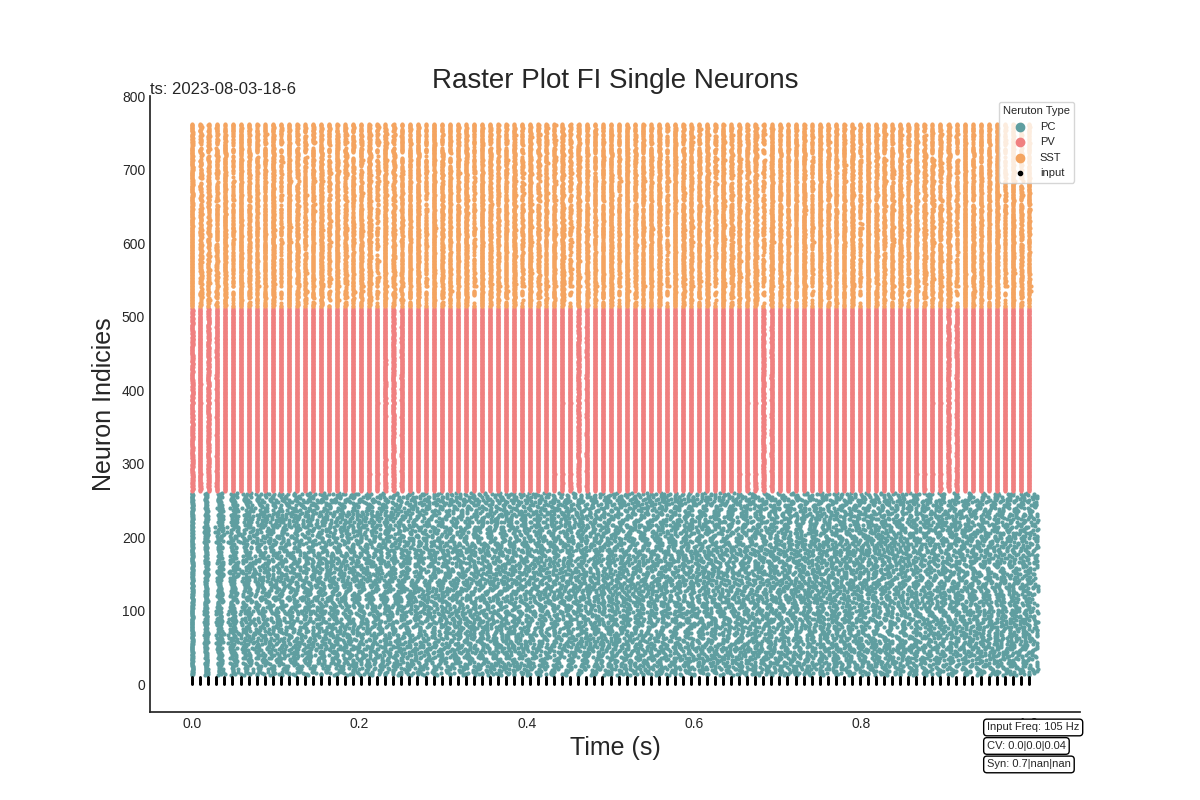 Raster Plot FI Single Neurons
ts: 2023-08-03-18-6
Neruton Type
PC
PV
SST
input
800
700
600
500
400
300
200
100
0
Neuron Indicies
0.0 0.2 0.4 0.6 0.8
Time (s)
Input Freq: 105 Hz
CV: 0.0|0.0|0.04
Syn: 0.7|nan|nan